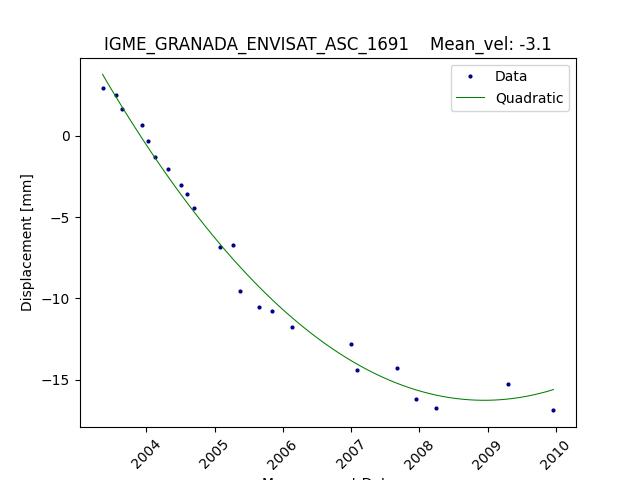 IGME_GRANADA_ENVISAT_ASC_1691    Mean_vel: -3.1
Data
Quadratic
Displacement [mm]
0
−5
−10
−15
2004
2005
2006
2007
2008
2009
2010